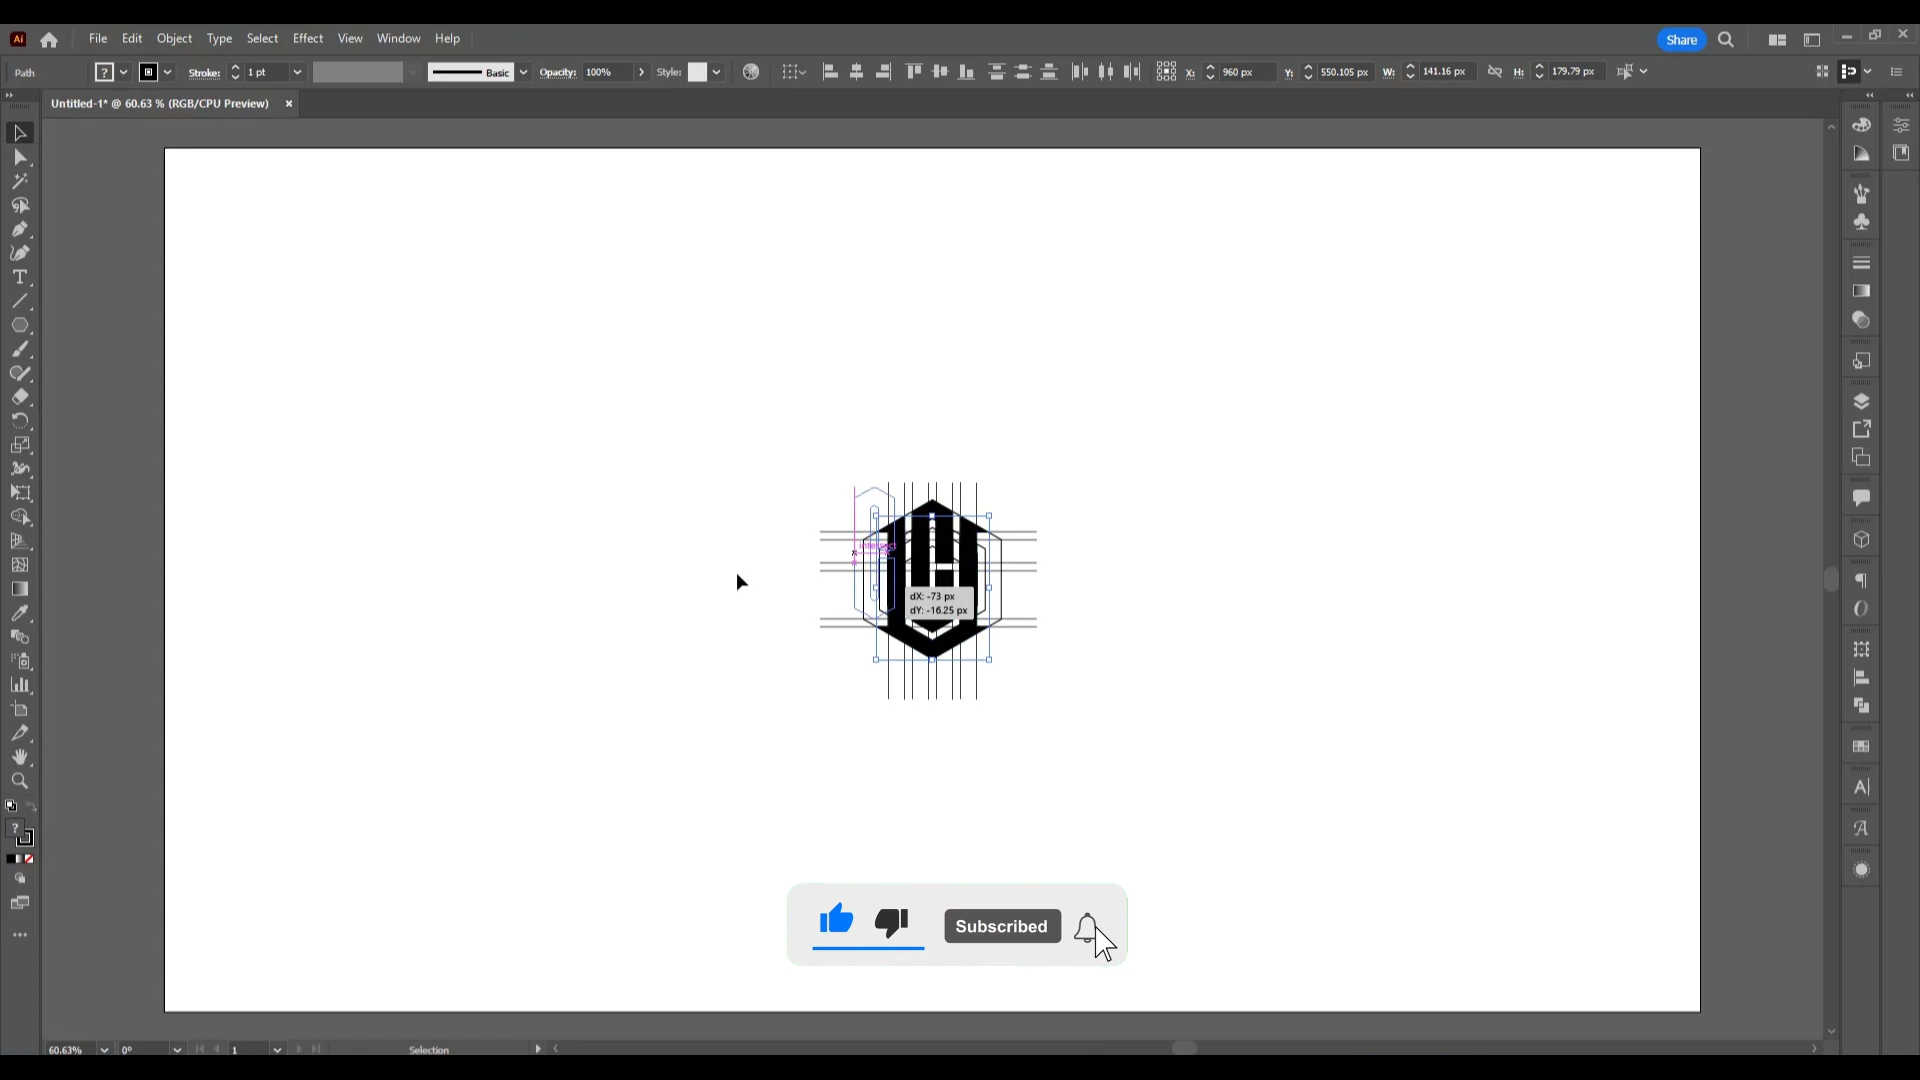 Ai File Edit Object Type Select Effect View Window Help Share
Path ? Stroke: 1 pt Basic Opacity: 100% Style: X: 960 px Y: 550.105 px W: 141.16 px H: 179.79 px
Untitled-1* @ 60.63 % (RGB/CPU Preview) ×
intersect
dX: -73 px
dY: -16.25 px
?
Subscribed
60.63% 0° 1 Selection